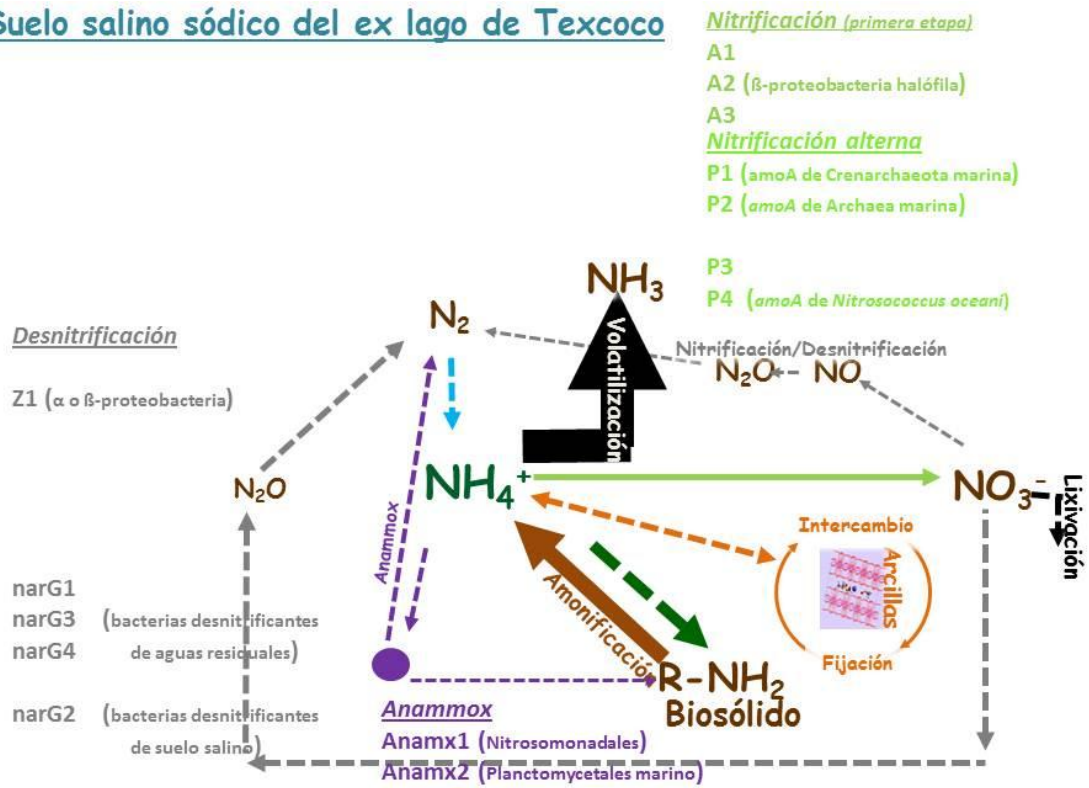 Suelo salino sódico del ex lago de Texcoco
Nitrificación (primera etapa)
A1
A2 (ß-proteobacteria halófila)
A3
Nitrificación alterna
P1 (amoA de Crenarchaeota marina)
P2 (amoA de Archaea marina)
P3
P4 (amoA de Nitrosococcus oceani)
NH₃
N₂
Volatilización
Nitrificación/Desnitrificación
N₂O
NO
Desnitrificación
Z1 (α o ß-proteobacteria)
N₂O
NH₄⁺
NO₃⁻
Lixivación
Anammox
Intercambio
Arcillas
Fijación
Amonificación
narG1
narG3 (bacterias desnitrificantes
narG4 de aguas residuales)
narG2 (bacterias desnitrificantes
de suelo salino)
R-NH₂
Biosólido
Anammox
Anamx1 (Nitrosomonadales)
Anamx2 (Planctomycetales marino)